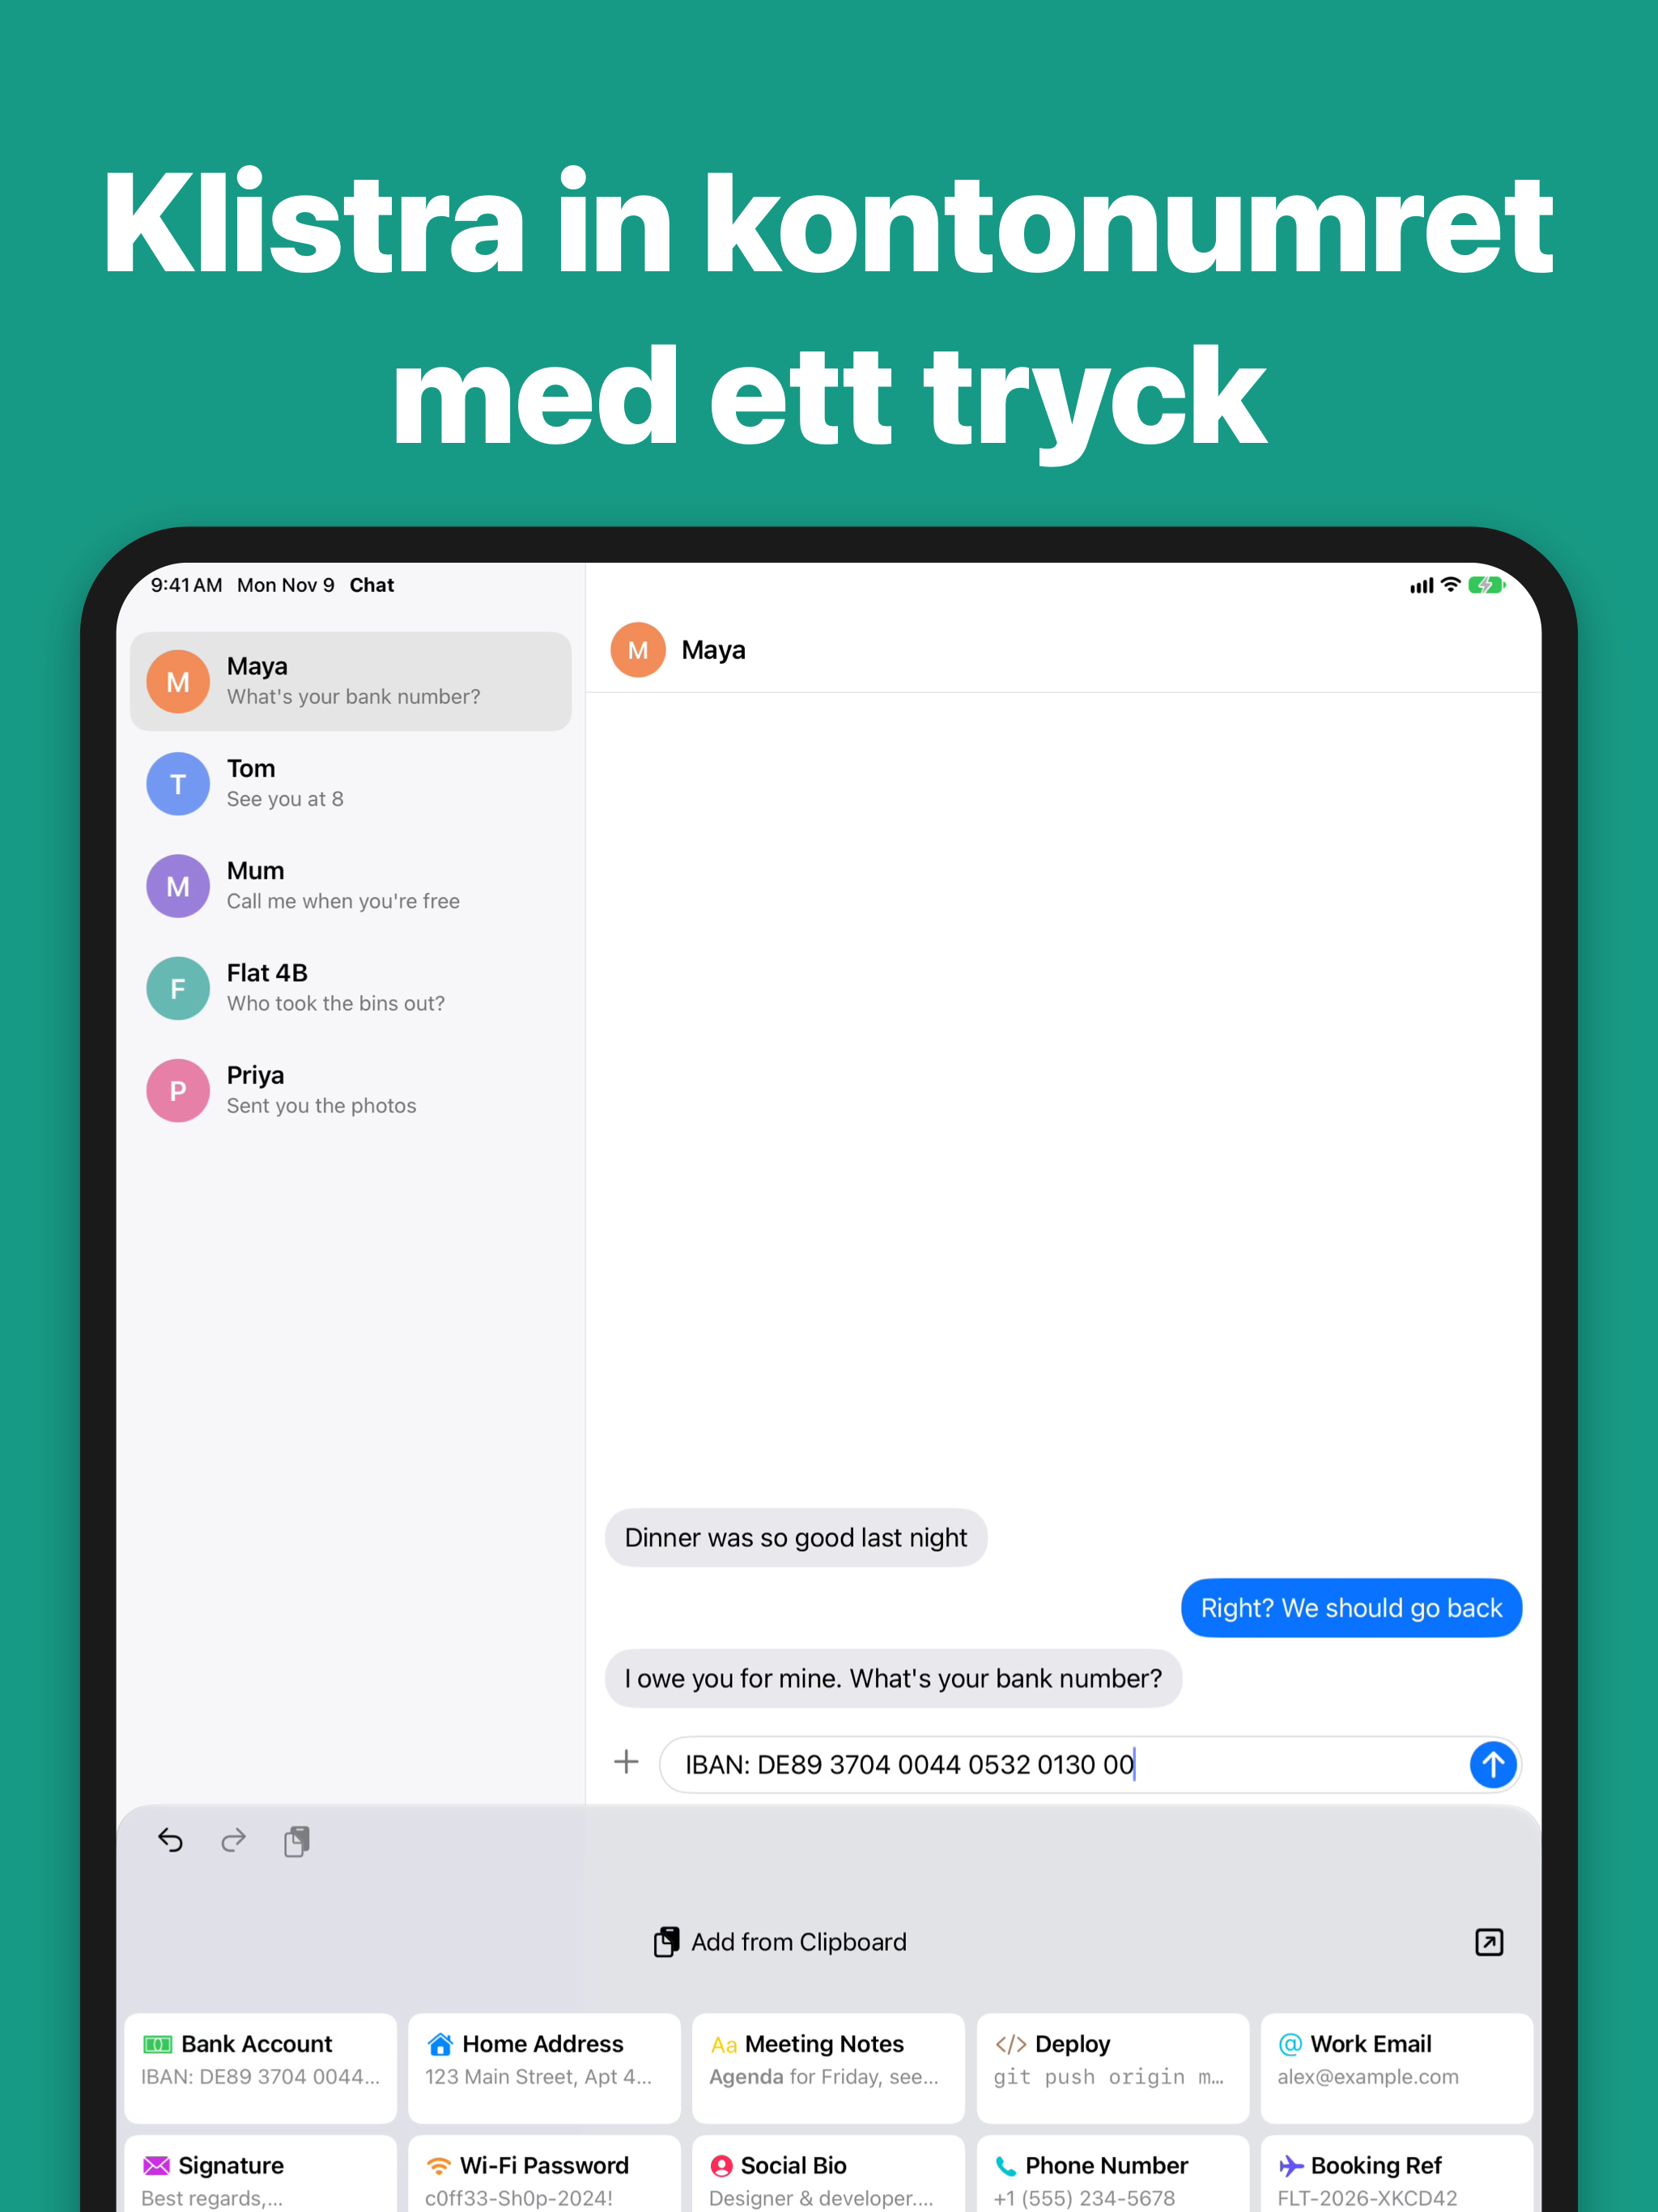 Klistra in kontonumret
med ett tryck
9:41 AM Mon Nov 9 Chat
Maya
What's your bank number?
Tom
See you at 8
Mum
Call me when you're free
Flat 4B
Who took the bins out?
Priya
Sent you the photos
M
T
M
F
P
M Maya
Dinner was so good last night
Right? We should go back
I owe you for mine. What's your bank number?
IBAN: DE89 3704 0044 0532 0130 00
Add from Clipboard
Bank Account
IBAN: DE89 3704 0044...
Home Address
123 Main Street, Apt 4...
Aa Meeting Notes
Agenda for Friday, see...
</> Deploy
git push origin m...
@ Work Email
alex@example.com
Signature
Best regards,...
Wi-Fi Password
c0ff33-Sh0p-2024!
Social Bio
Designer & developer....
Phone Number
+1 (555) 234-5678
Booking Ref
FLT-2026-XKCD42